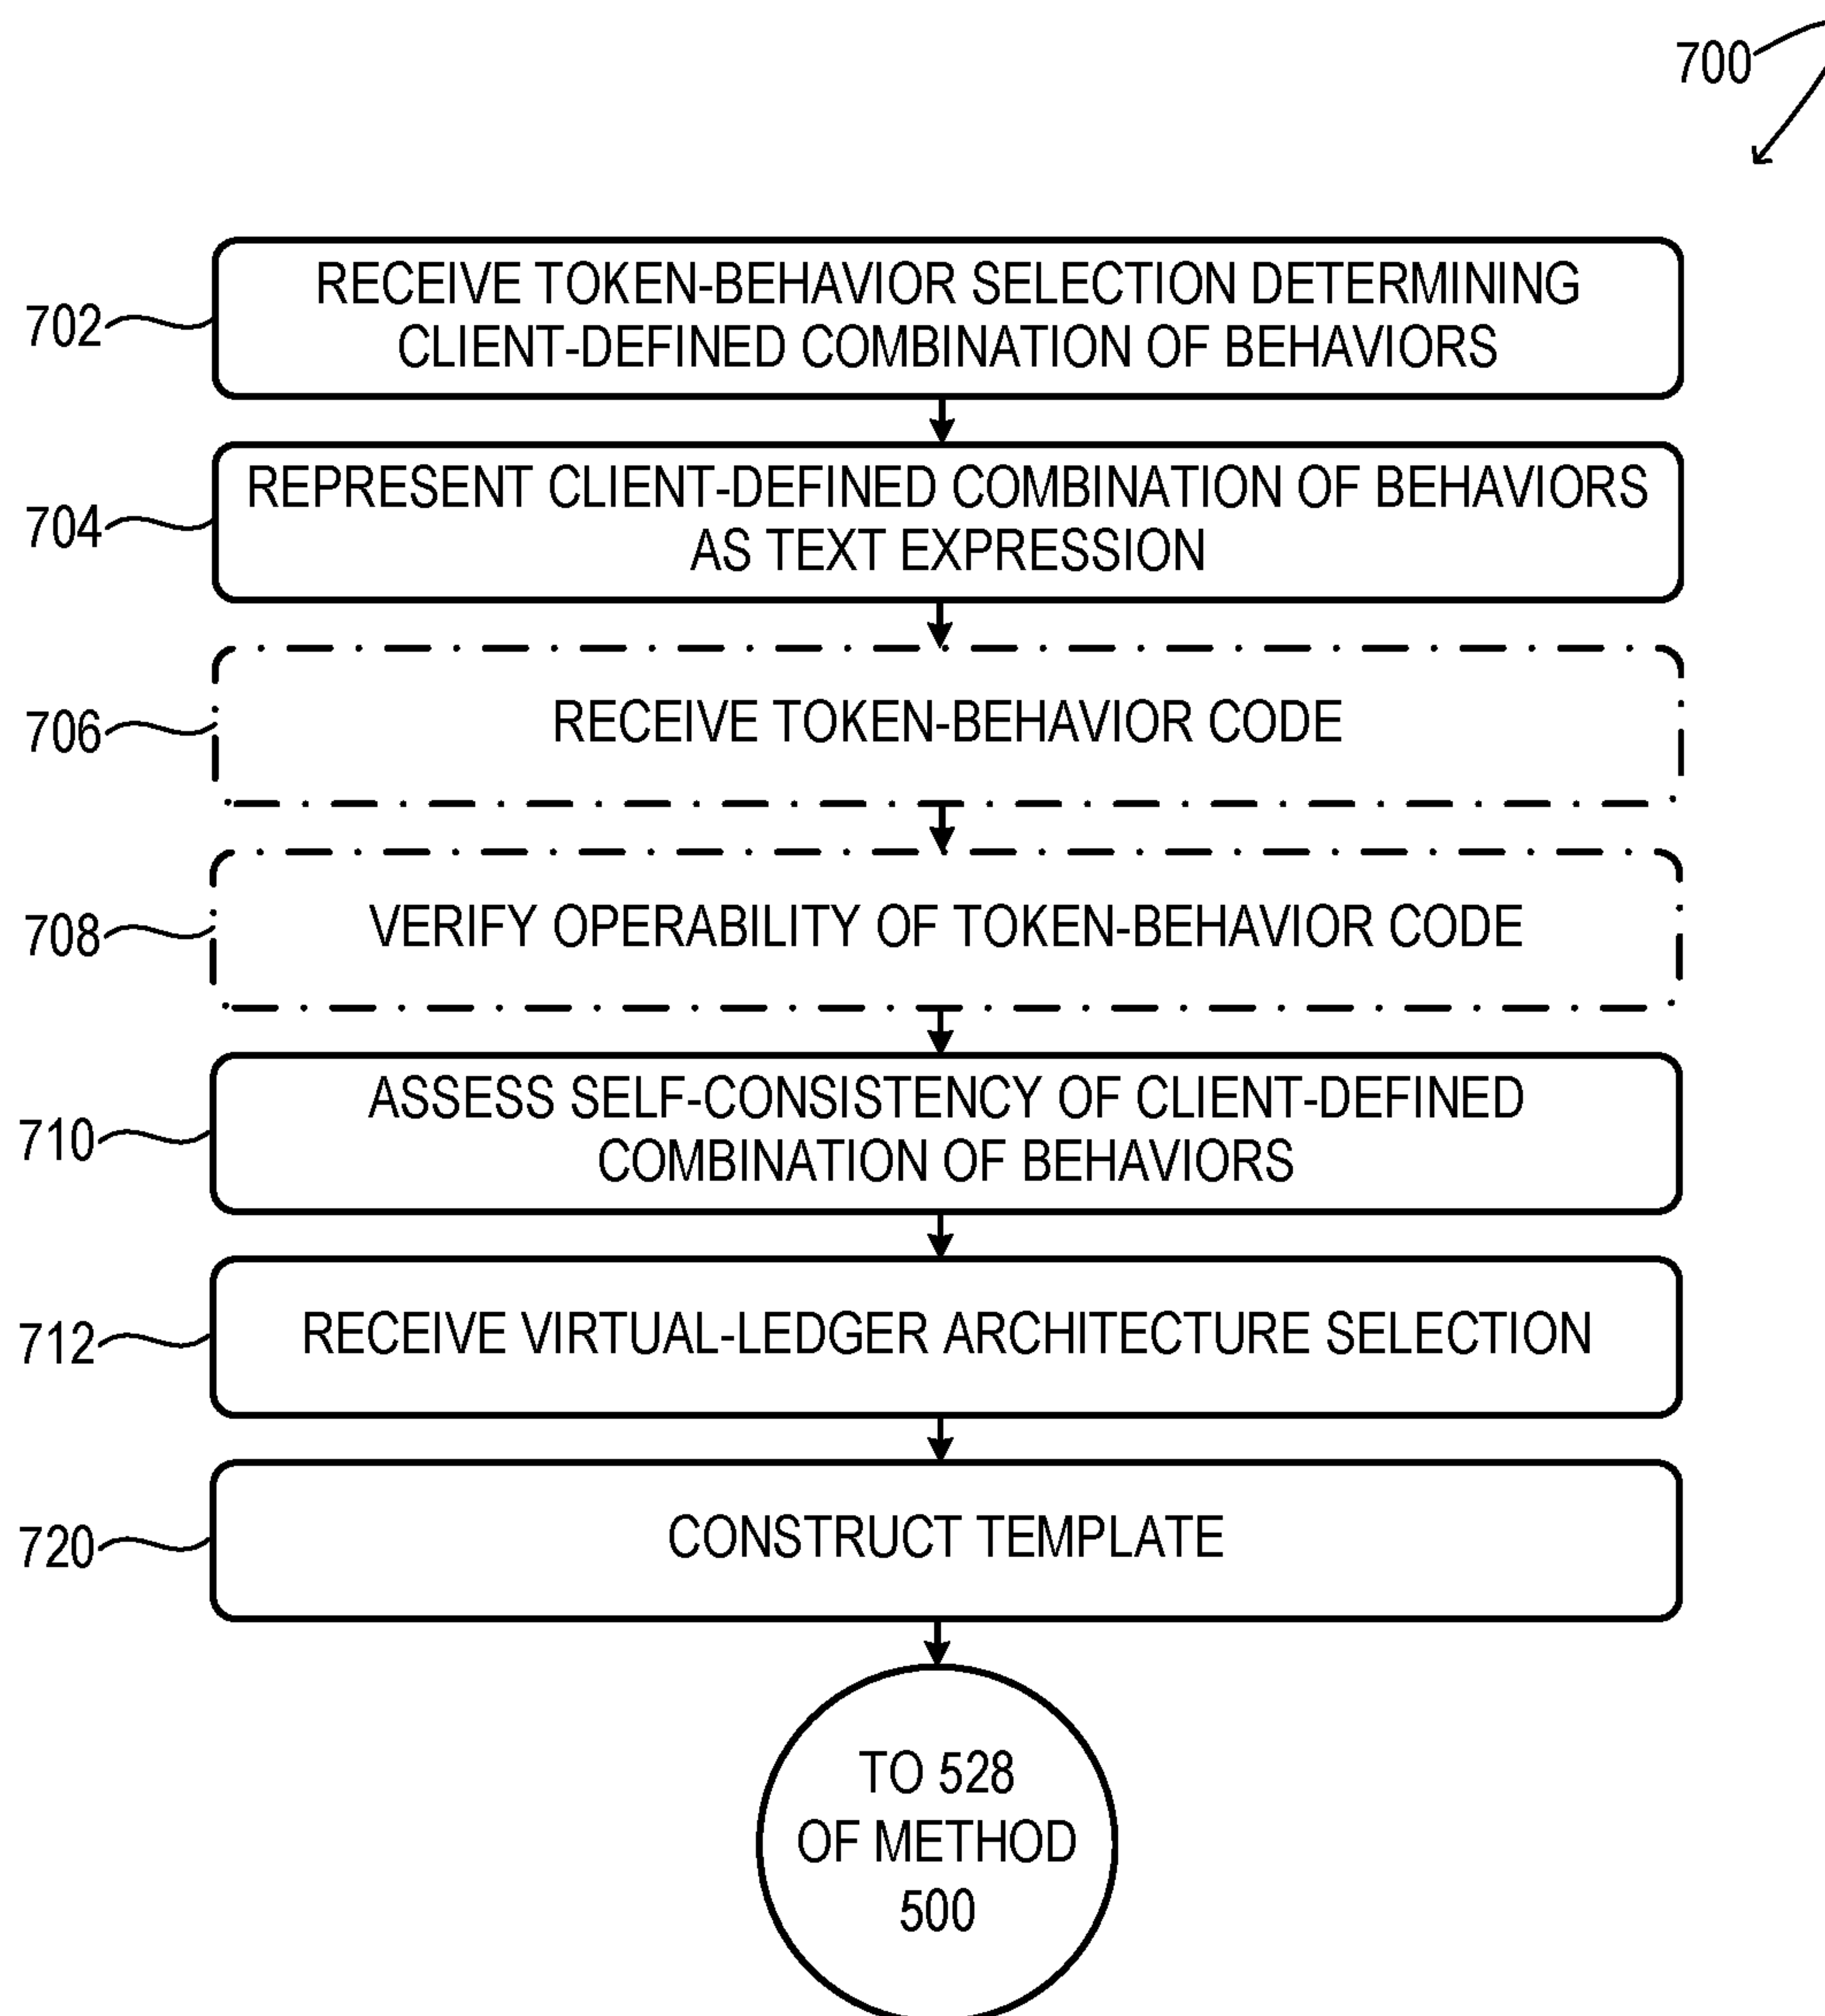 700
702
RECEIVE TOKEN-BEHAVIOR SELECTION DETERMINING
CLIENT-DEFINED COMBINATION OF BEHAVIORS
704
REPRESENT CLIENT-DEFINED COMBINATION OF BEHAVIORS
AS TEXT EXPRESSION
706
RECEIVE TOKEN-BEHAVIOR CODE
708
VERIFY OPERABILITY OF TOKEN-BEHAVIOR CODE
710
ASSESS SELF-CONSISTENCY OF CLIENT-DEFINED
COMBINATION OF BEHAVIORS
712
RECEIVE VIRTUAL-LEDGER ARCHITECTURE SELECTION
720
CONSTRUCT TEMPLATE
TO 528
OF METHOD
500